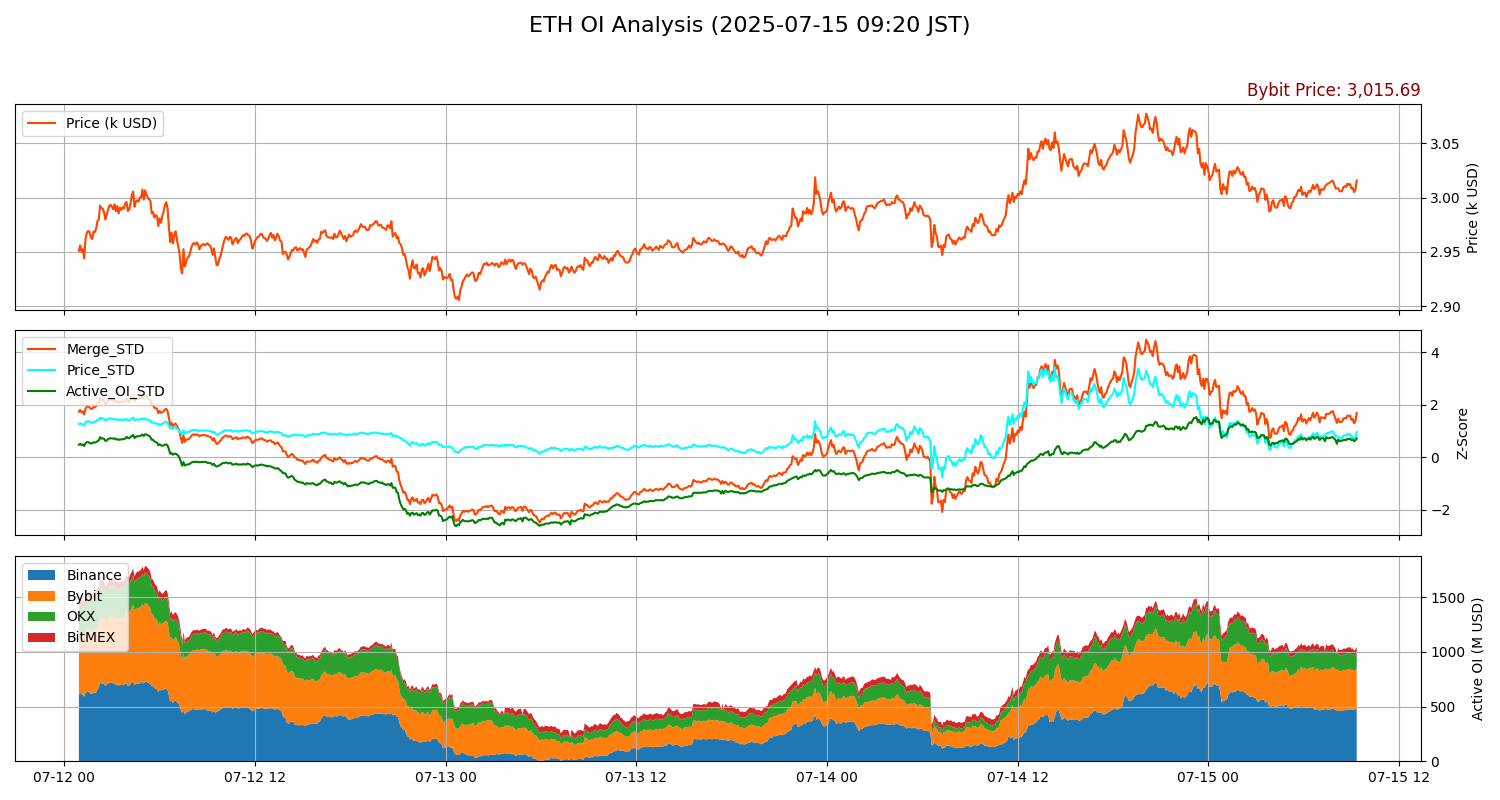 ETH OI Analysis (2025-07-15 09:20 JST)
Bybit Price: 3,015.69
Price (k USD)
3.05
3.00
2.95
2.90
Price (k USD)
Merge_STD
Price_STD
Active_OI_STD
4
2
0
−2
Z-Score
Binance
Bybit
OKX
BitMEX
1500
1000
500
0
Active OI (M USD)
07-12 00
07-12 12
07-13 00
07-13 12
07-14 00
07-14 12
07-15 00
07-15 12